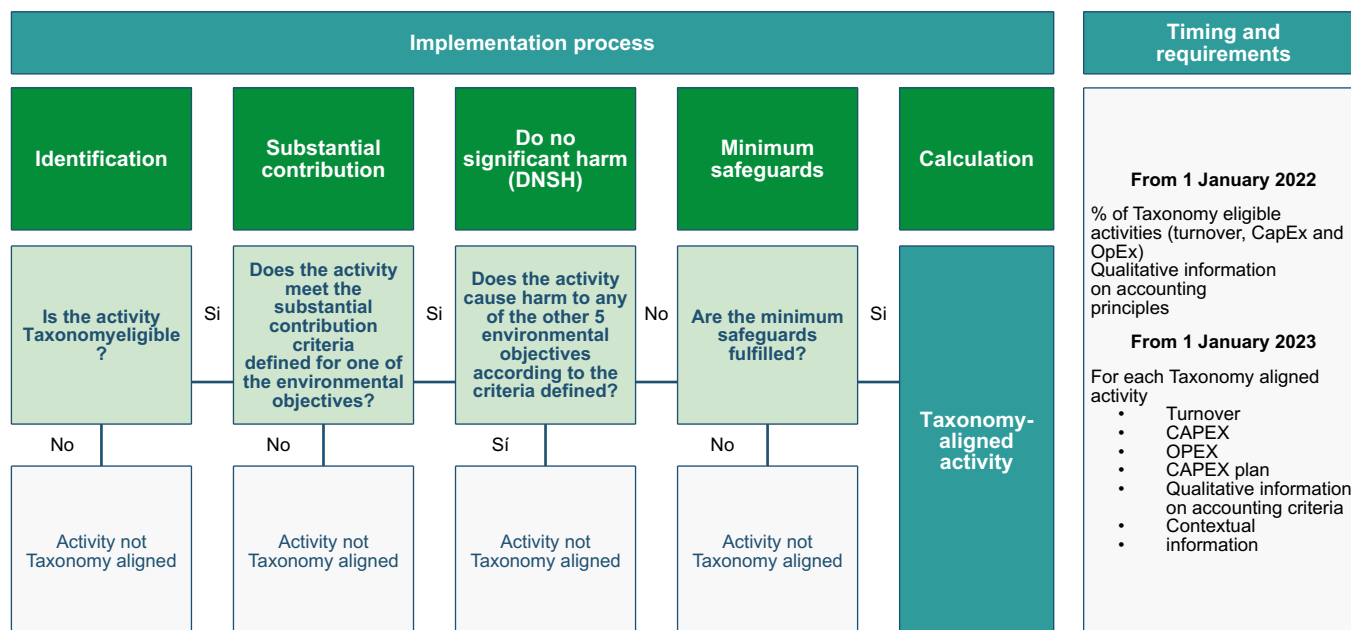 Implementation process
Timing and
requirements
Identification
Substantial
contribution
Do no
significant harm
(DNSH)
Minimum
safeguards
Calculation
Is the activity
Taxonomyeligible
?
Si
Does the activity
meet the
substantial
contribution
criteria
defined for one of
the environmental
objectives?
Si
Does the activity
cause harm to any
of the other 5
environmental
objectives
according to the
criteria defined?
No
Are the minimum
safeguards
fulfilled?
Si
Taxonomy-
aligned
activity
No
No
Sí
No
Activity not
Taxonomy aligned
Activity not
Taxonomy aligned
Activity not
Taxonomy aligned
Activity not
Taxonomy aligned
From 1 January 2022
% of Taxonomy eligible
activities (turnover, CapEx and
OpEx)
Qualitative information
on accounting
principles
From 1 January 2023
For each Taxonomy aligned
activity
• Turnover
• CAPEX
• OPEX
• CAPEX plan
• Qualitative information
on accounting criteria
• Contextual
• information